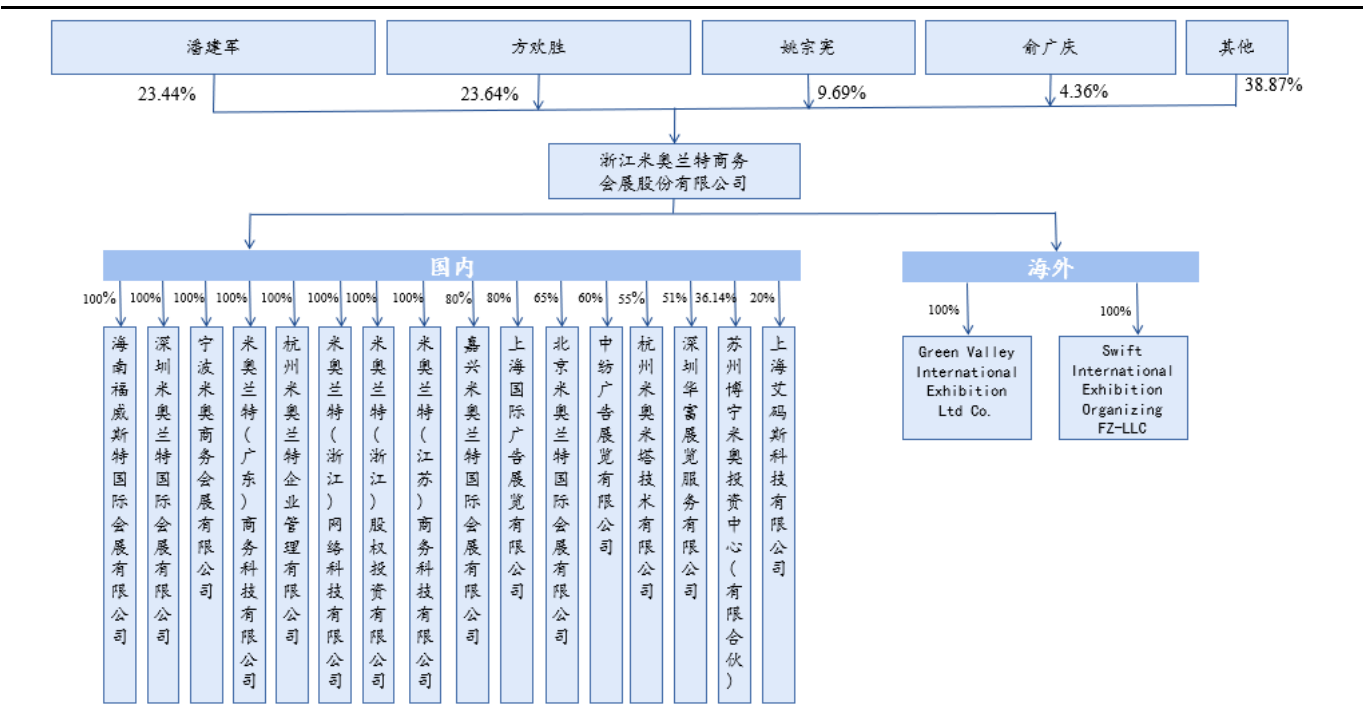 潘建军
方欢胜
姚宗宪
俞广庆
其他
23.44%
23.64%
9.69%
4.36%
38.87%
浙江米奥兰特商务
会展股份有限公司
国内
海外
100%
100%
100%
100%
100%
100%
100%
100%
80%
80%
65%
60%
55%
51%
36.14%
20%
100%
100%
海南福威斯特国际会展有限公司
深圳米奥兰特国际会展有限公司
宁波米奥商务会展有限公司
米奥兰特(广东)商务科技有限公司
杭州米奥兰特企业管理有限公司
米奥兰特(浙江)网络科技有限公司
米奥兰特(浙江)股权投资有限公司
米奥兰特(江苏)商务科技有限公司
嘉兴米奥兰特国际会展有限公司
上海国际广告展览有限公司
北京米奥兰特国际会展有限公司
中纺广告展览有限公司
杭州米奥米塔技术有限公司
深圳华富展览服务有限公司
苏州博宁米奥投资中心(有限合伙)
上海艾码斯科技有限公司
Green Valley
International
Exhibition
Ltd Co.
Swift
International
Exhibition
Organizing
FZ-LLC